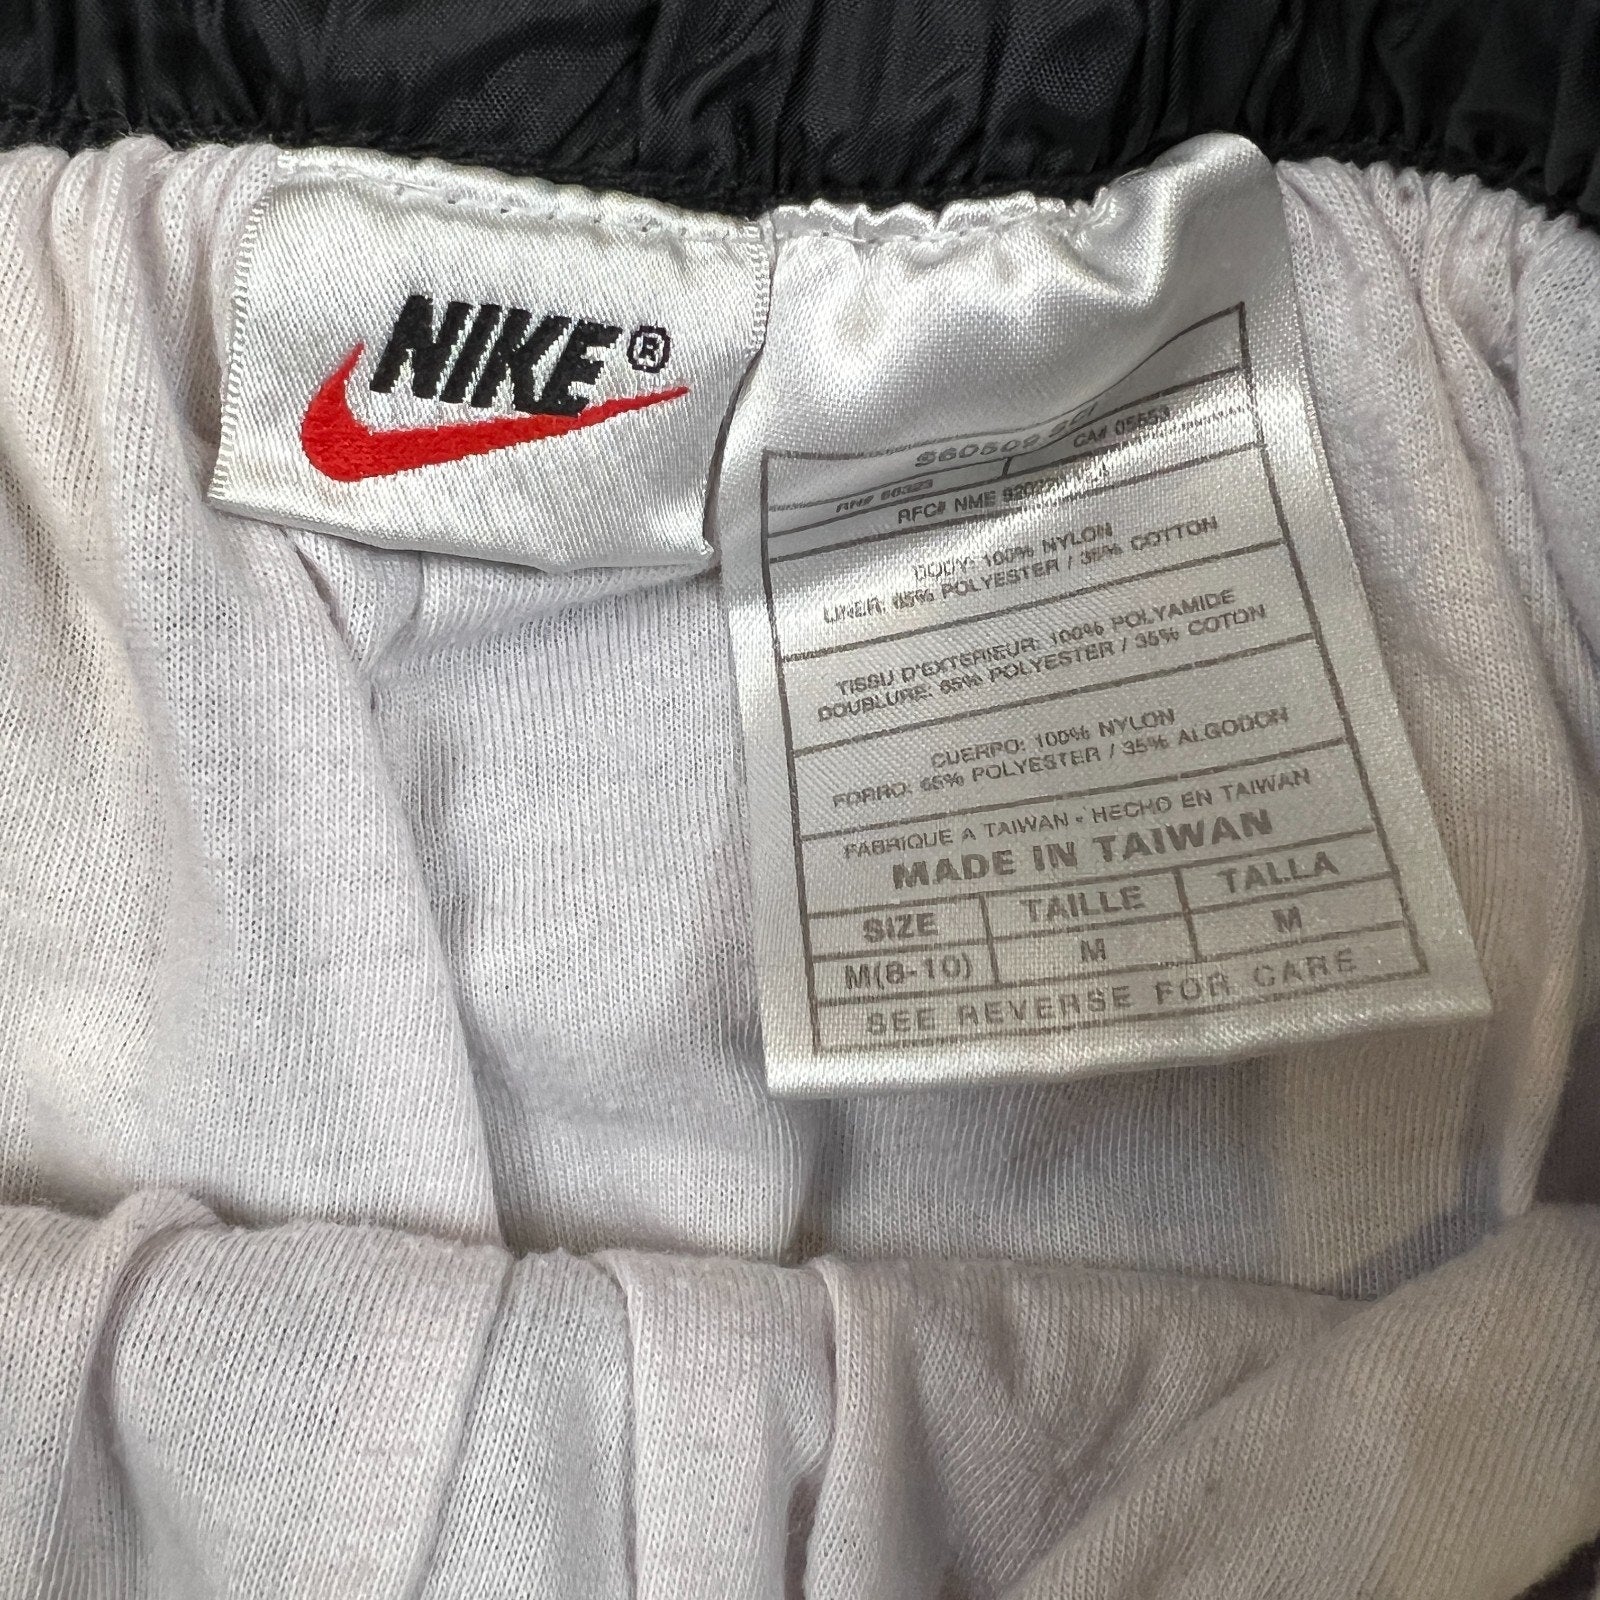 NIKE®
RN# 56323
CA# 05553
RFC# NME
BODY: 100% NYLON
LINER: 65% POLYESTER / 35% COTTON
TISSU D'EXTERIEUR: 100% POLYAMIDE
DOUBLURE: 65% POLYESTER / 35% COTON
CUERPO: 100% NYLON
FORRO: 65% POLYESTER / 35% ALGODON
FABRIQUE A TAIWAN - HECHO EN TAIWAN
MADE IN TAIWAN
SIZE TAILLE TALLA
M(8-10) M M
SEE REVERSE FOR CARE